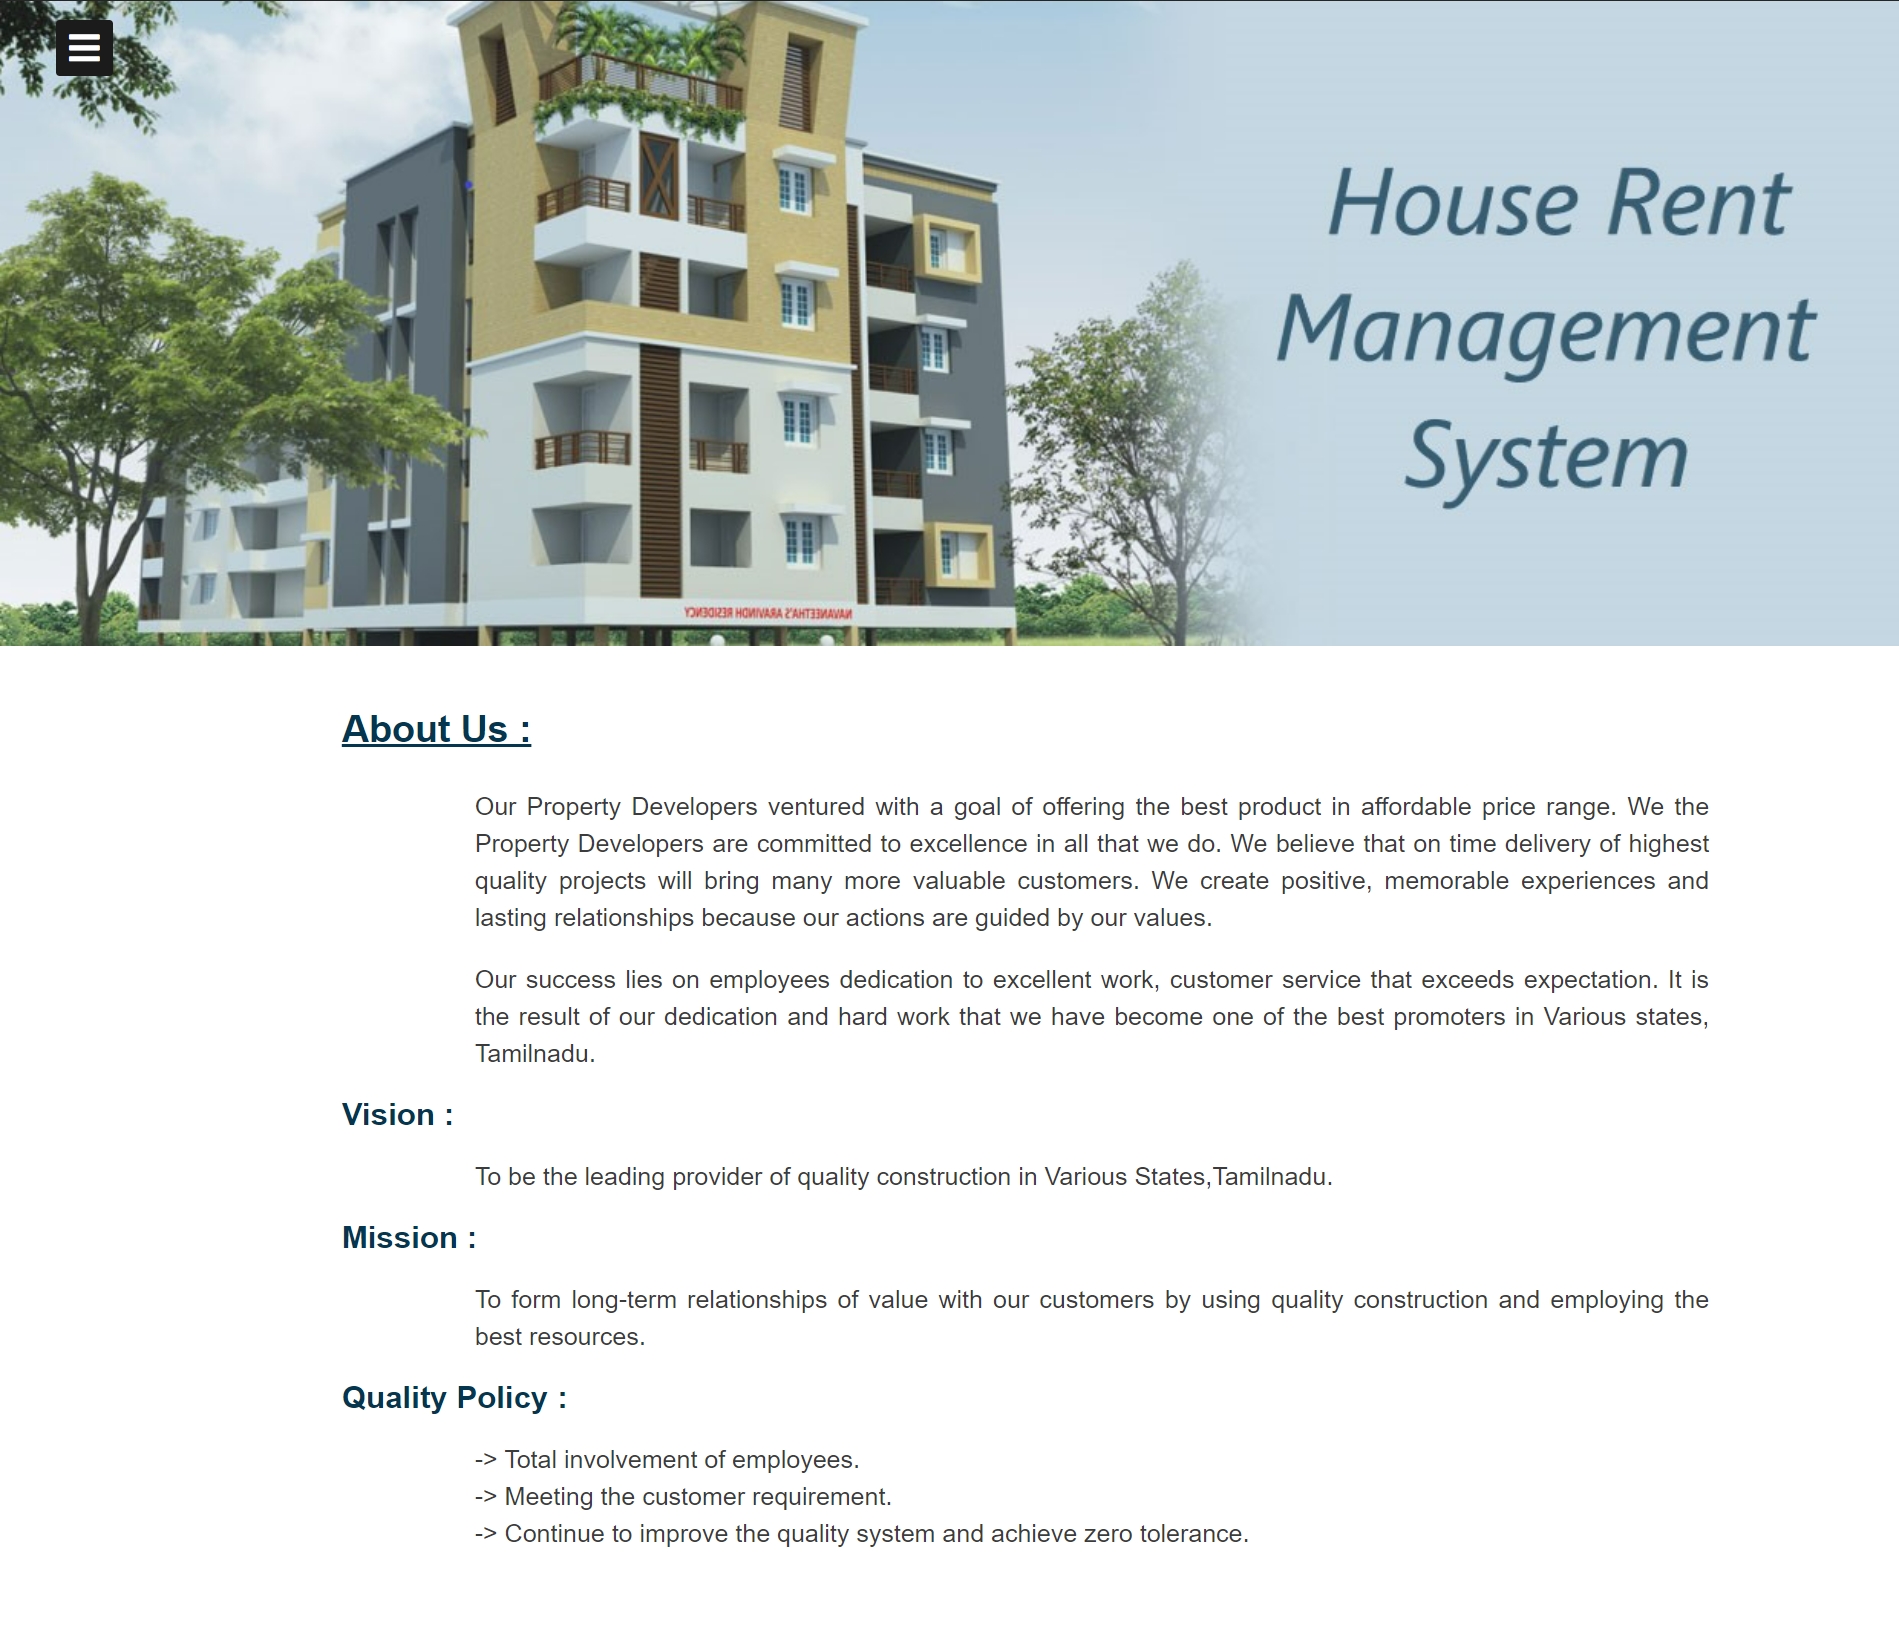 House Rent
Management
System
NAVANEETHA'S ARAVINDH RESIDENCY
About Us :
Our Property Developers ventured with a goal of offering the best product in affordable price range. We the
Property Developers are committed to excellence in all that we do. We believe that on time delivery of highest
quality projects will bring many more valuable customers. We create positive, memorable experiences and
lasting relationships because our actions are guided by our values.
Our success lies on employees dedication to excellent work, customer service that exceeds expectation. It is
the result of our dedication and hard work that we have become one of the best promoters in Various states,
Tamilnadu.
Vision :
To be the leading provider of quality construction in Various States,Tamilnadu.
Mission :
To form long-term relationships of value with our customers by using quality construction and employing the
best resources.
Quality Policy :
-> Total involvement of employees.
-> Meeting the customer requirement.
-> Continue to improve the quality system and achieve zero tolerance.